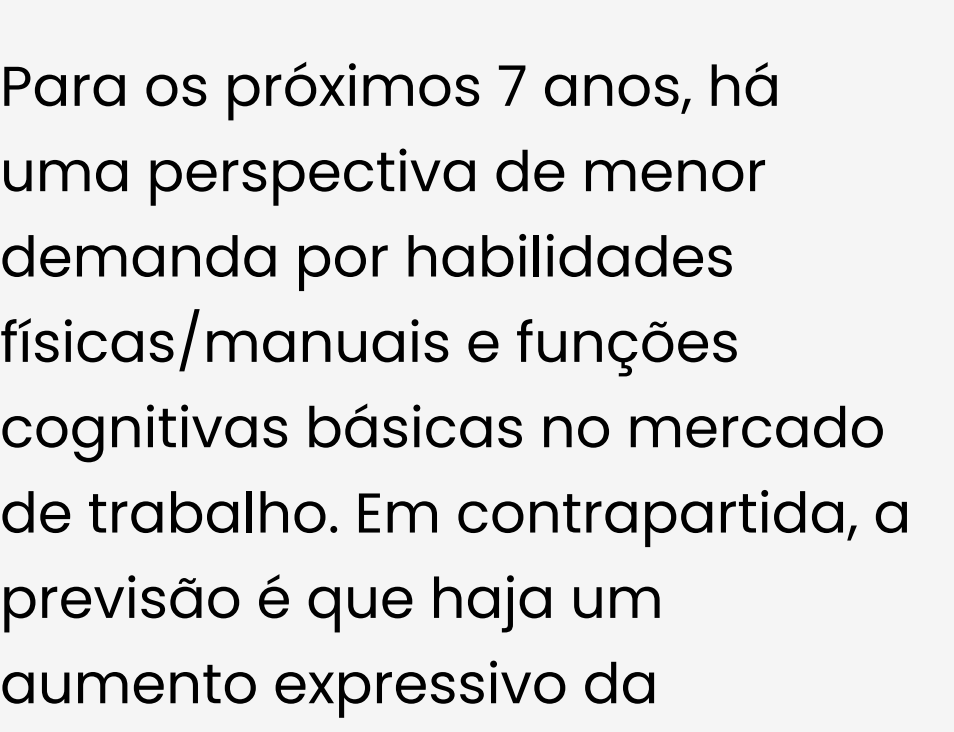 Para os próximos 7 anos, há
uma perspectiva de menor
demanda por habilidades
físicas/manuais e funções
cognitivas básicas no mercado
de trabalho. Em contrapartida, a
previsão é que haja um
aumento expressivo da